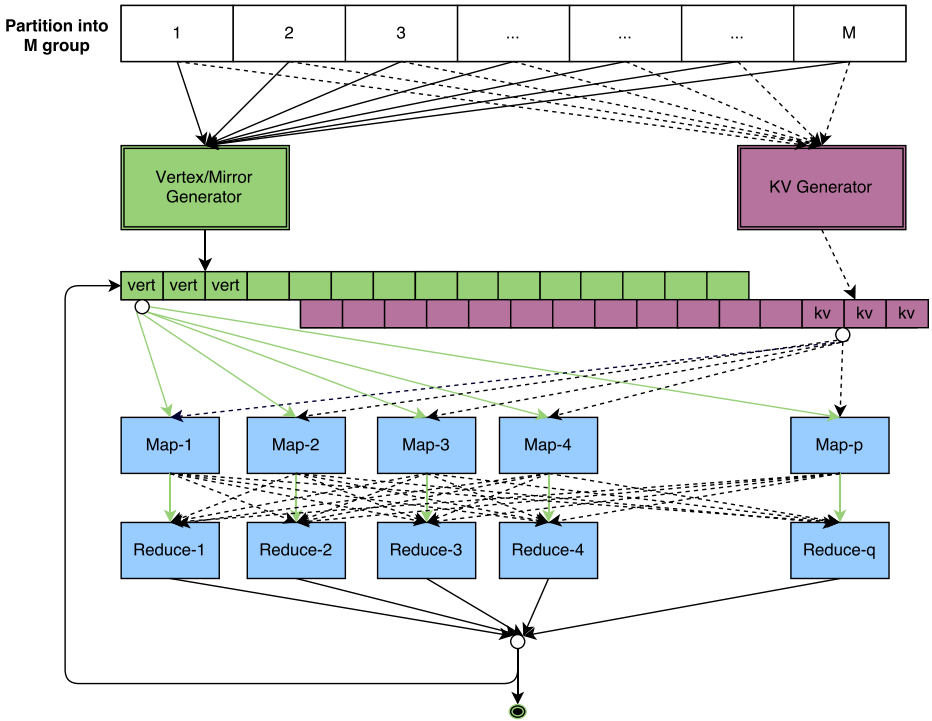 Partition into
M group
1
2
3
...
...
...
M
Vertex/Mirror
Generator
KV Generator
vert
vert
vert
kv
kv
kv
Map-1
Map-2
Map-3
Map-4
Map-p
Reduce-1
Reduce-2
Reduce-3
Reduce-4
Reduce-q